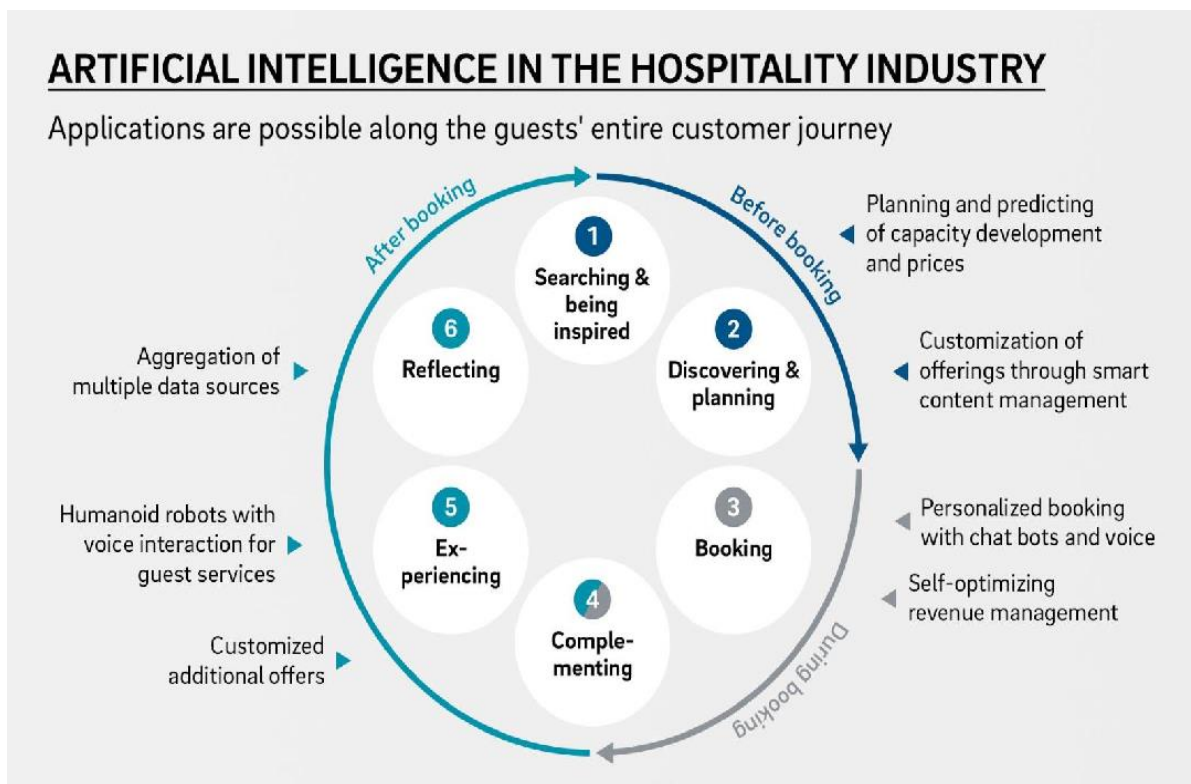 ARTIFICIAL INTELLIGENCE IN THE HOSPITALITY INDUSTRY
Applications are possible along the guests' entire customer journey
After booking
Before booking
During booking
1
Searching &
being
inspired
2
Discovering &
planning
3
Booking
4
Comple-
menting
5
Ex-
periencing
6
Reflecting
Planning and predicting
of capacity development
and prices
Customization of
offerings through smart
content management
Personalized booking
with chat bots and voice
Self-optimizing
revenue management
Customized
additional offers
Humanoid robots with
voice interaction for
guest services
Aggregation of
multiple data sources